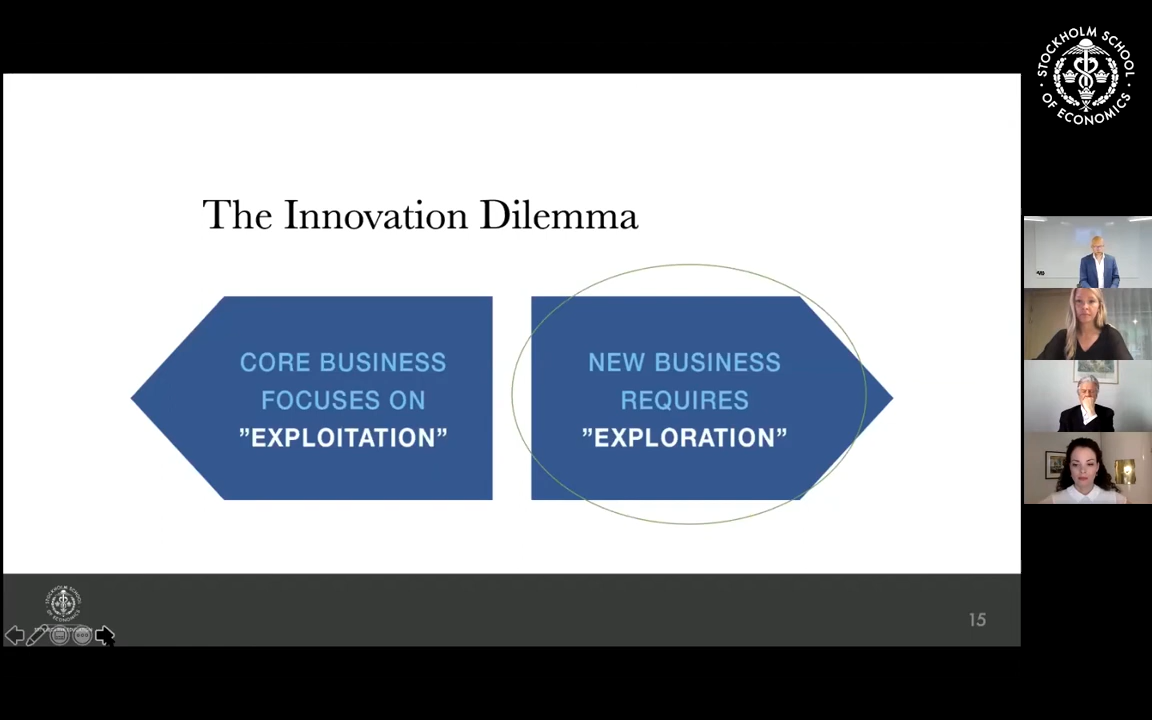 STOCKHOLM SCHOOL
OF ECONOMICS
The Innovation Dilemma
CORE BUSINESS
FOCUSES ON
”EXPLOITATION”
NEW BUSINESS
REQUIRES
”EXPLORATION”
15